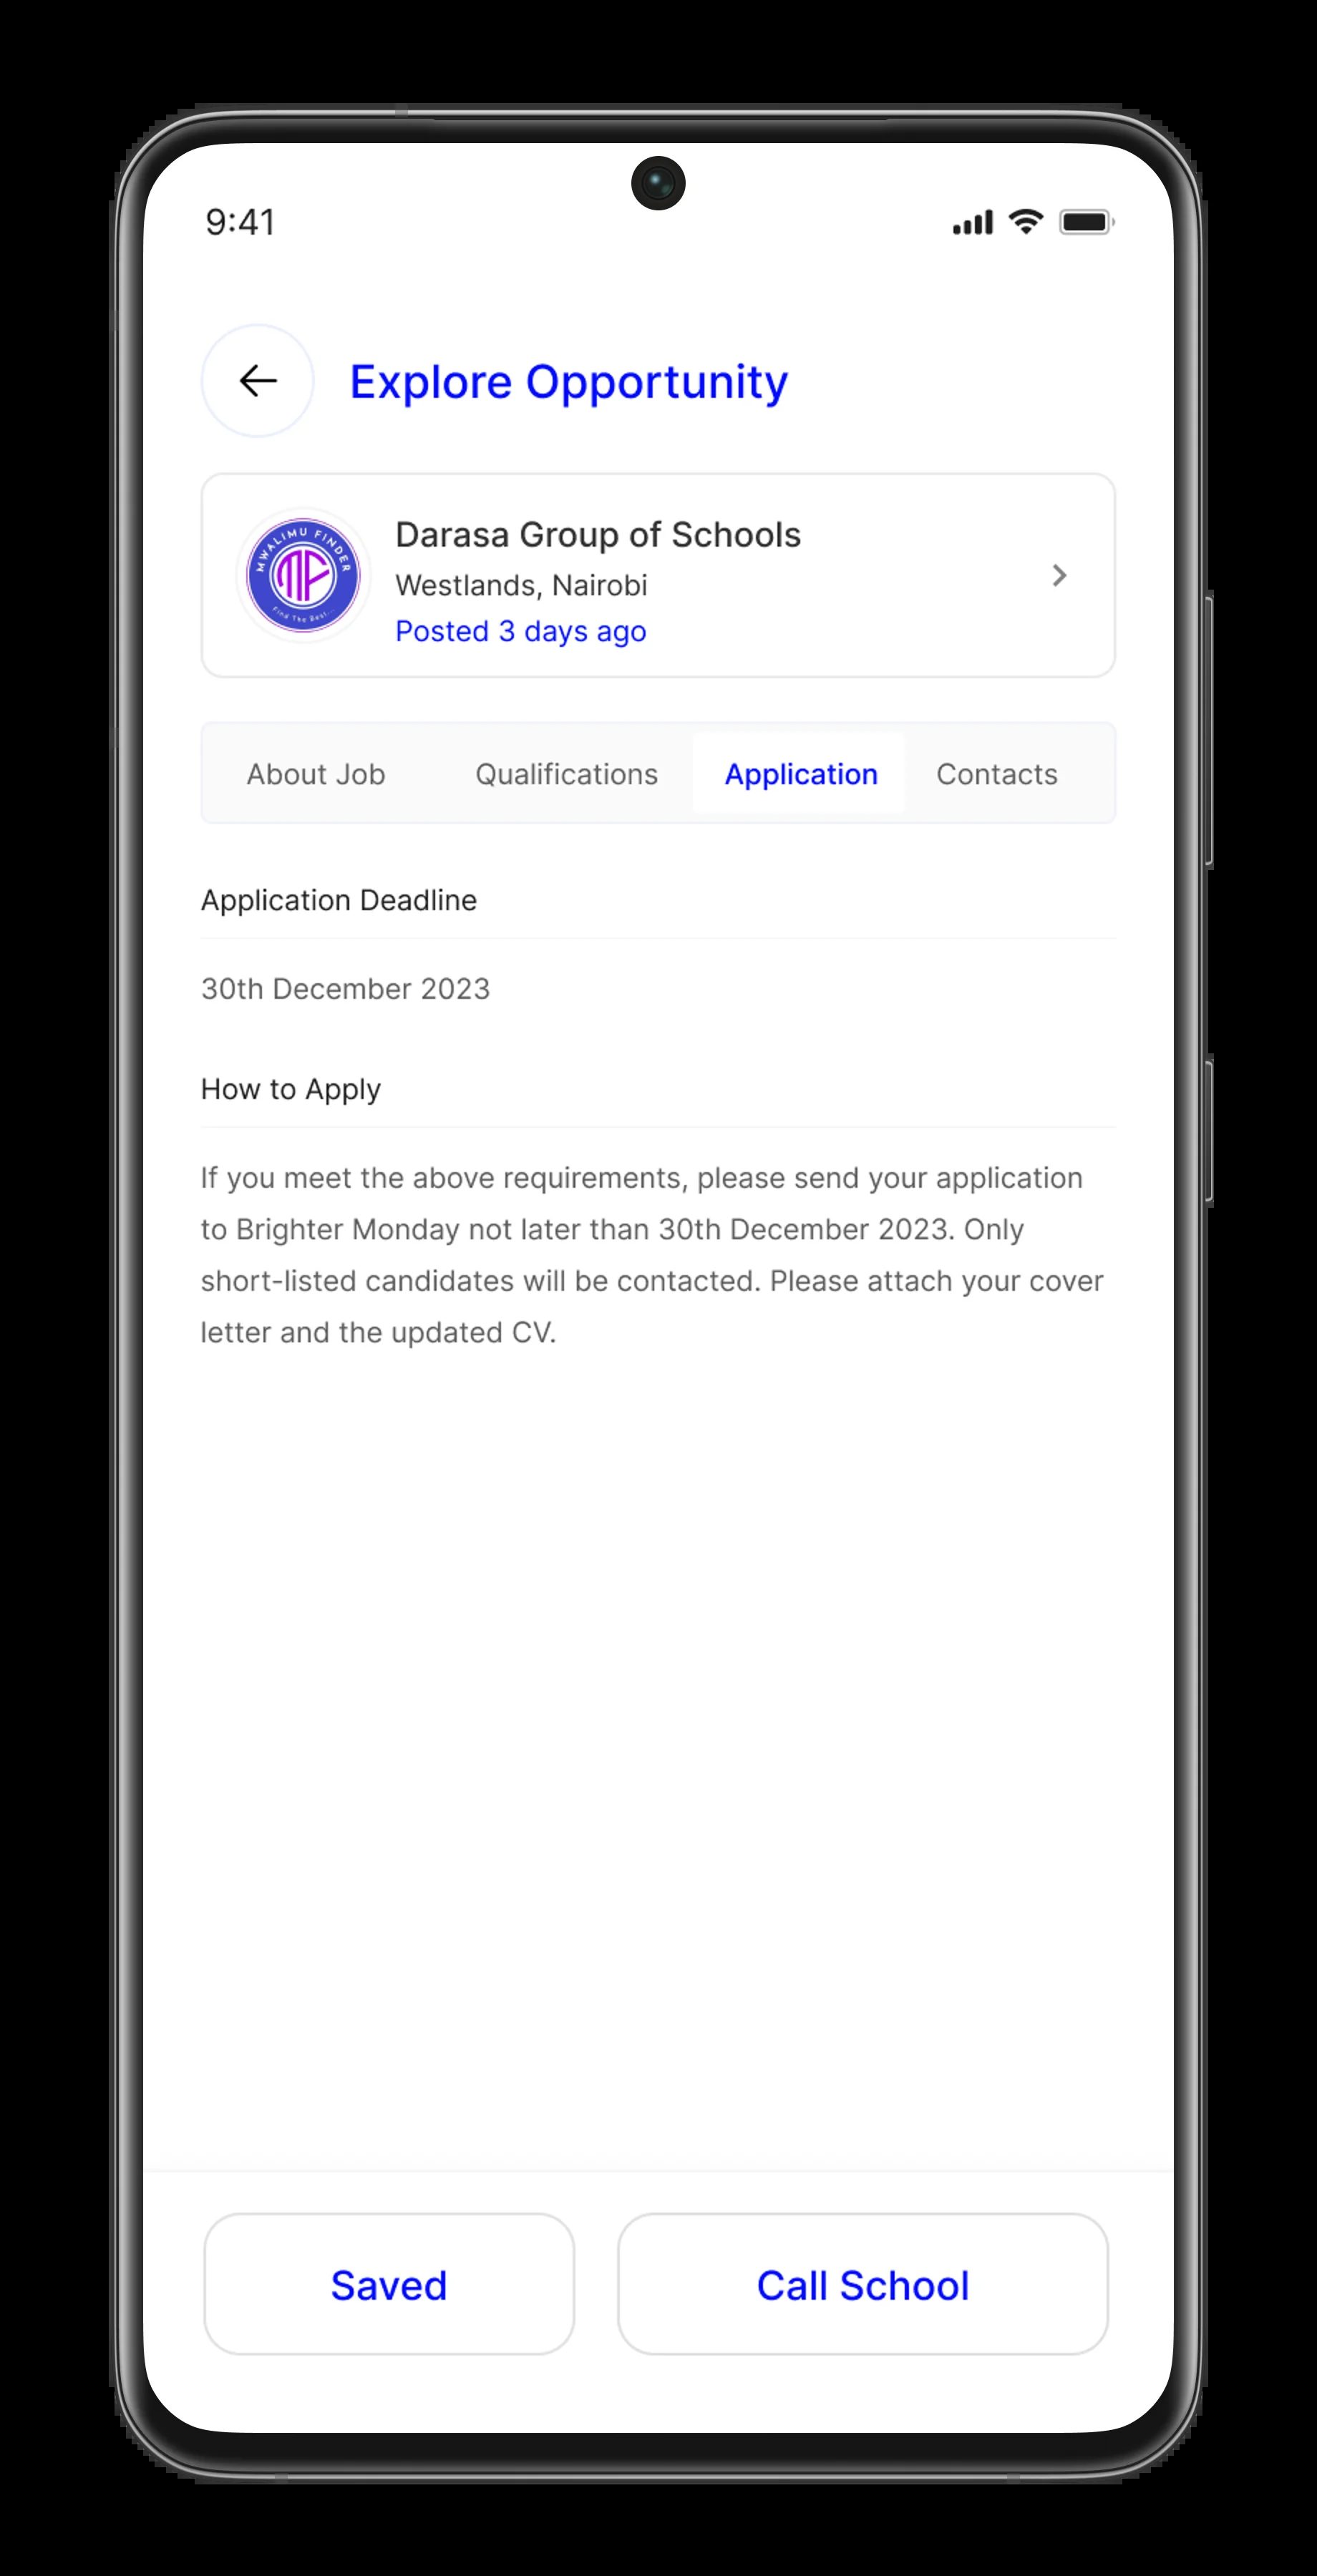 9:41
Explore Opportunity
MWALIMU FINDER
MF
Find The Best...
Darasa Group of Schools
Westlands, Nairobi
Posted 3 days ago
About Job Qualifications Application Contacts
Application Deadline
30th December 2023
How to Apply
If you meet the above requirements, please send your application
to Brighter Monday not later than 30th December 2023. Only
short-listed candidates will be contacted. Please attach your cover
letter and the updated CV.
Saved Call School